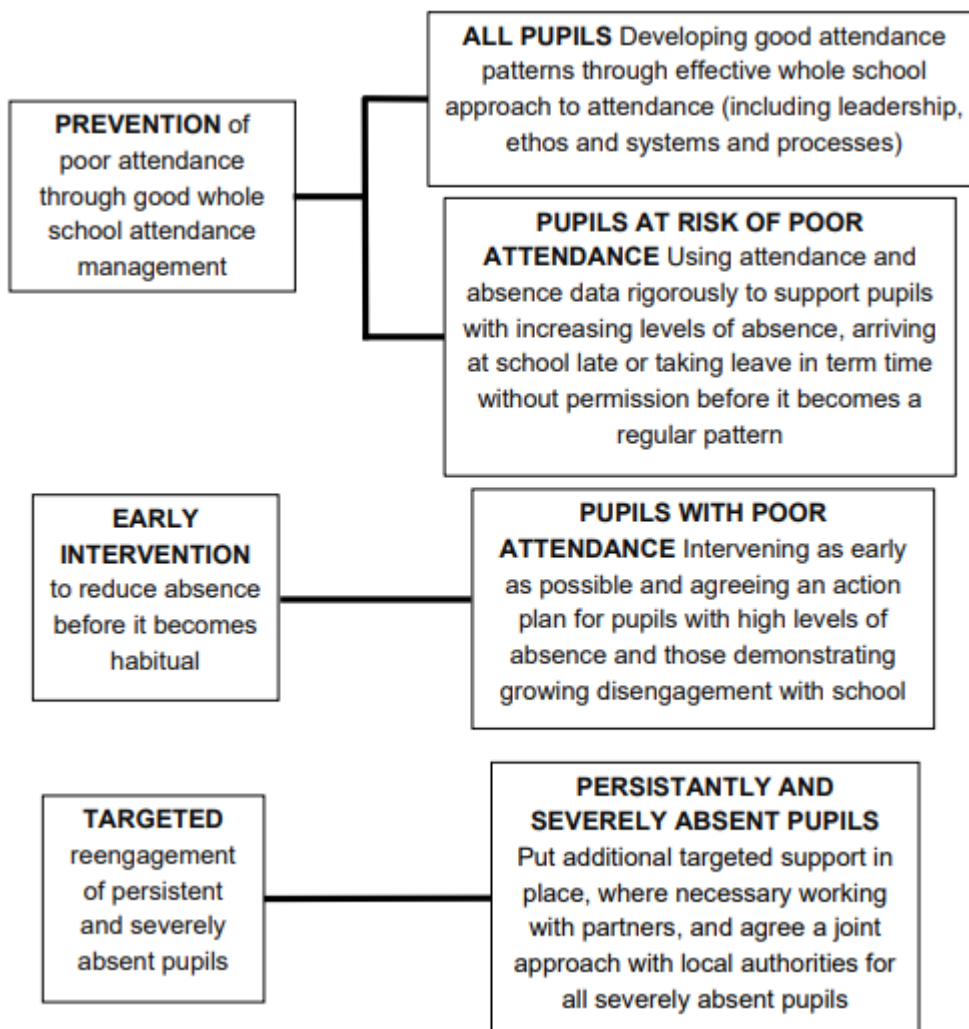 PREVENTION of
poor attendance
through good whole
school attendance
management
ALL PUPILS Developing good attendance
patterns through effective whole school
approach to attendance (including leadership,
ethos and systems and processes)
PUPILS AT RISK OF POOR
ATTENDANCE Using attendance and
absence data rigorously to support pupils
with increasing levels of absence, arriving
at school late or taking leave in term time
without permission before it becomes a
regular pattern
EARLY
INTERVENTION
to reduce absence
before it becomes
habitual
PUPILS WITH POOR
ATTENDANCE Intervening as early
as possible and agreeing an action
plan for pupils with high levels of
absence and those demonstrating
growing disengagement with school
TARGETED
reengagement
of persistent
and severely
absent pupils
PERSISTANTLY AND
SEVERELY ABSENT PUPILS
Put additional targeted support in
place, where necessary working
with partners, and agree a joint
approach with local authorities for
all severely absent pupils